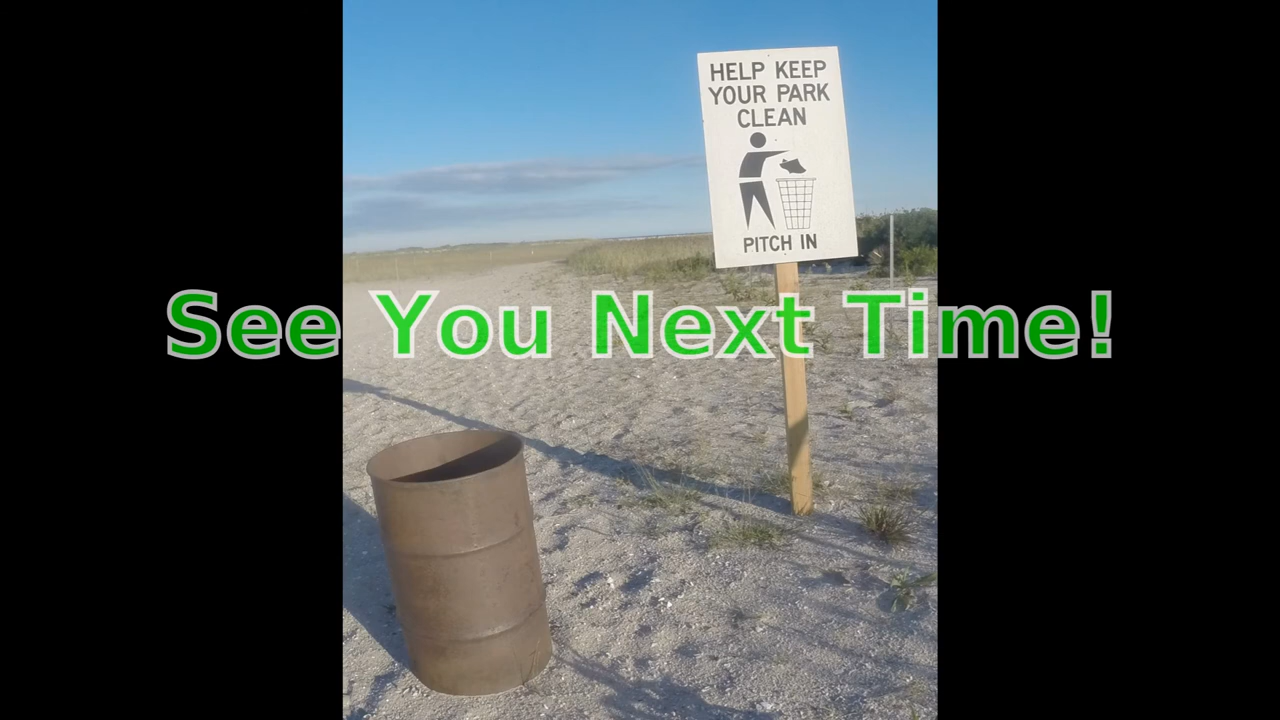 HELP KEEP
YOUR PARK
CLEAN
PITCH IN
See You Next Time!